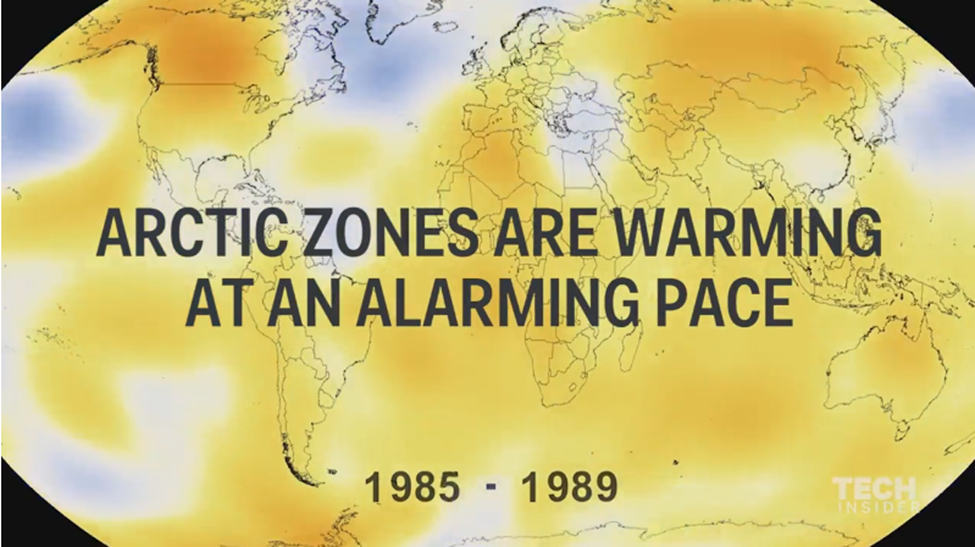 ARCTIC ZONES ARE WARMING
AT AN ALARMING PACE
1985 - 1989
TECH
INSIDER